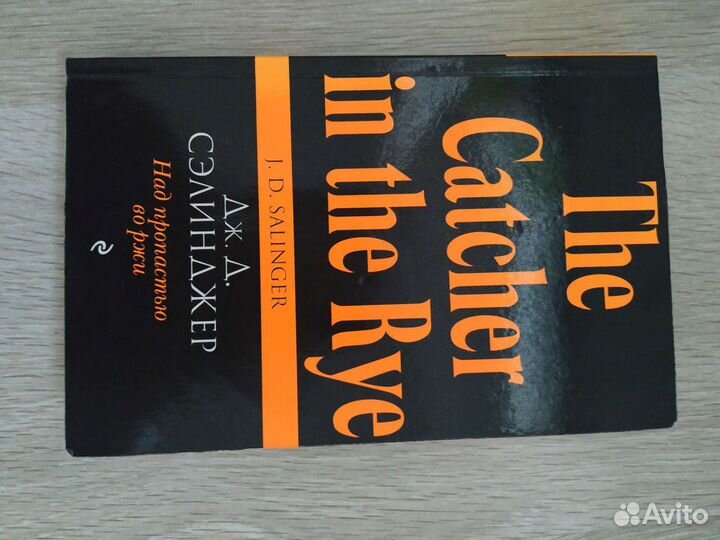 The
Catcher
in the Rye
J. D. SALINGER
ДЖ. Д.
СЭЛИНДЖЕР
Над пропастью
во ржи
Avito